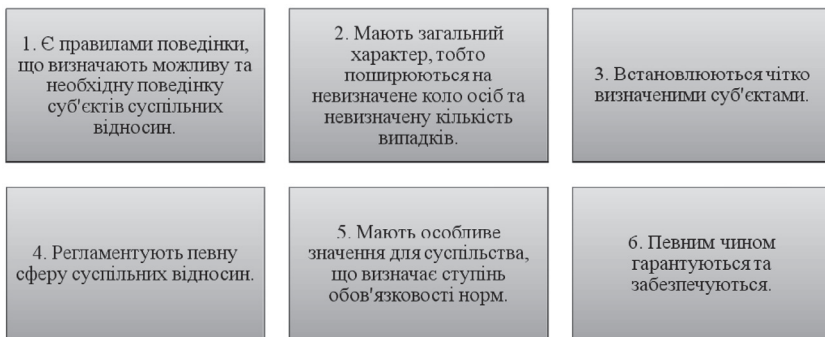 1. Є правилами поведінки,
що визначають можливу та
необхідну поведінку
суб'єктів суспільних
відносин.
2. Мають загальний
характер, тобто
поширюються на
невизначене коло осіб та
невизначену кількість
випадків.
3. Встановлюються чітко
визначеними суб'єктами.
4. Регламентують певну
сферу суспільних відносин.
5. Мають особливе
значення для суспільства,
що визначає ступінь
обов'язковості норм.
6. Певним чином
гарантуються та
забезпечуються.